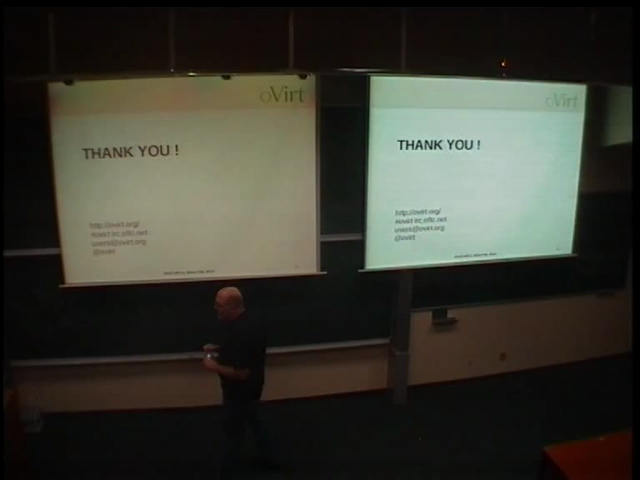 oVirt
THANK YOU !
http://ovirt.org/
#ovirt irc.oftc.net
users@ovirt.org
@ovirt
oVirt
THANK YOU !
http://ovirt.org/
#ovirt irc.oftc.net
users@ovirt.org
@ovirt